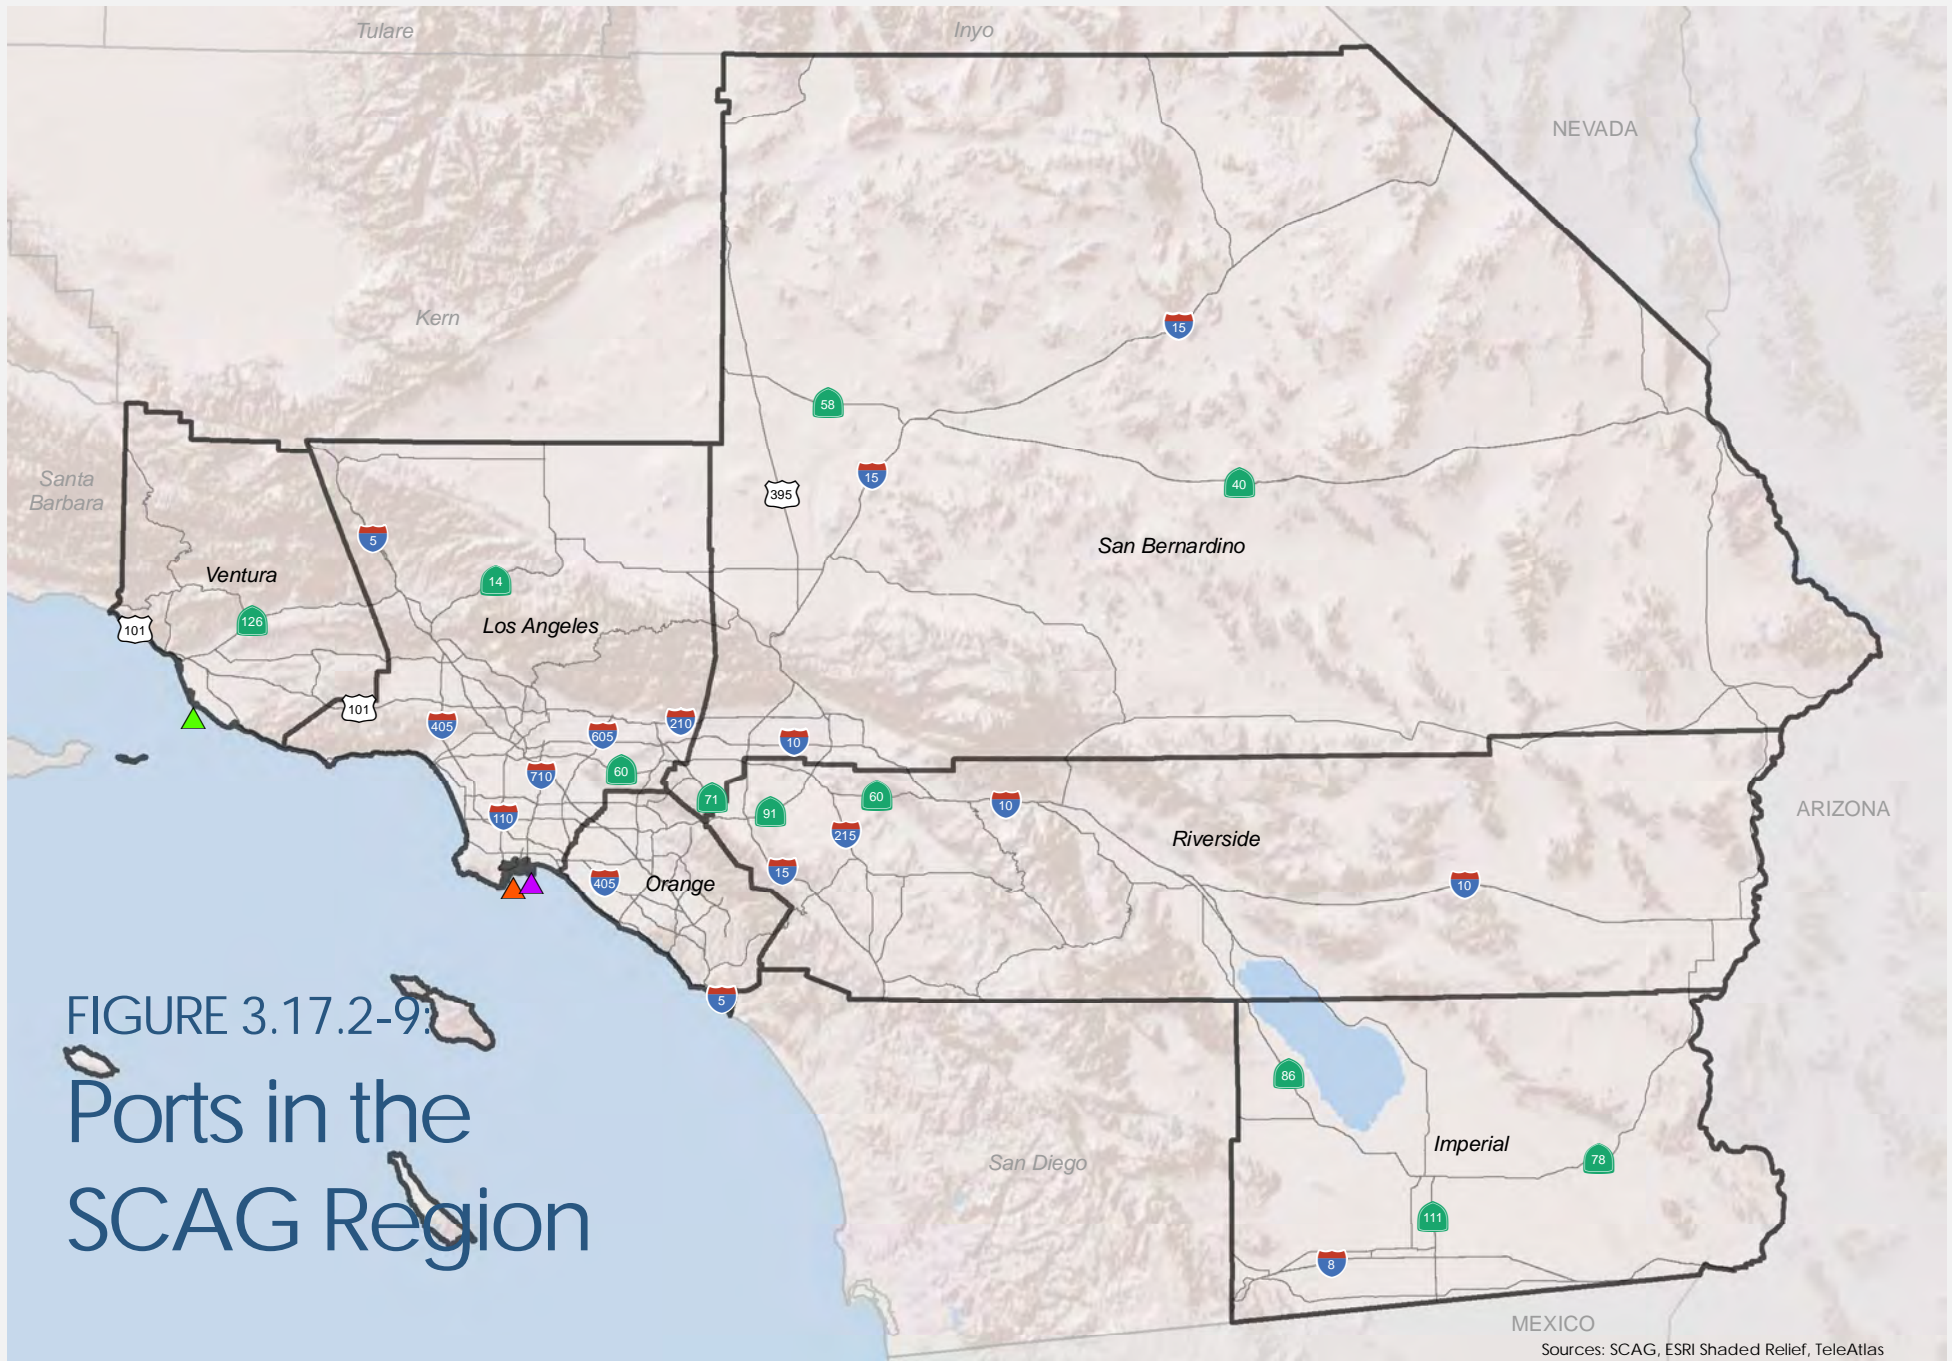 Tulare
Inyo
NEVADA
Kern
15
58
Santa
Barbara
395
15
40
5
San Bernardino
Ventura
14
126
Los Angeles
101
101
405
605
210
10
710
60
71
60
10
ARIZONA
110
91
215
Riverside
15
405
Orange
10
5
FIGURE 3.17.2-9:
Ports in the
SCAG Region
86
Imperial
San Diego
78
111
8
MEXICO
Sources: SCAG, ESRI Shaded Relief, TeleAtlas